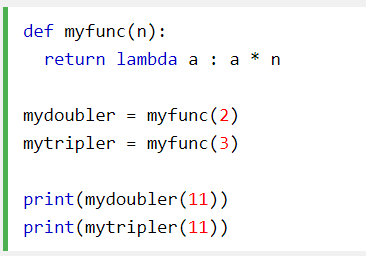 def myfunc(n):
  return lambda a : a * n

mydoubler = myfunc(2)
mytripler = myfunc(3)

print(mydoubler(11))
print(mytripler(11))